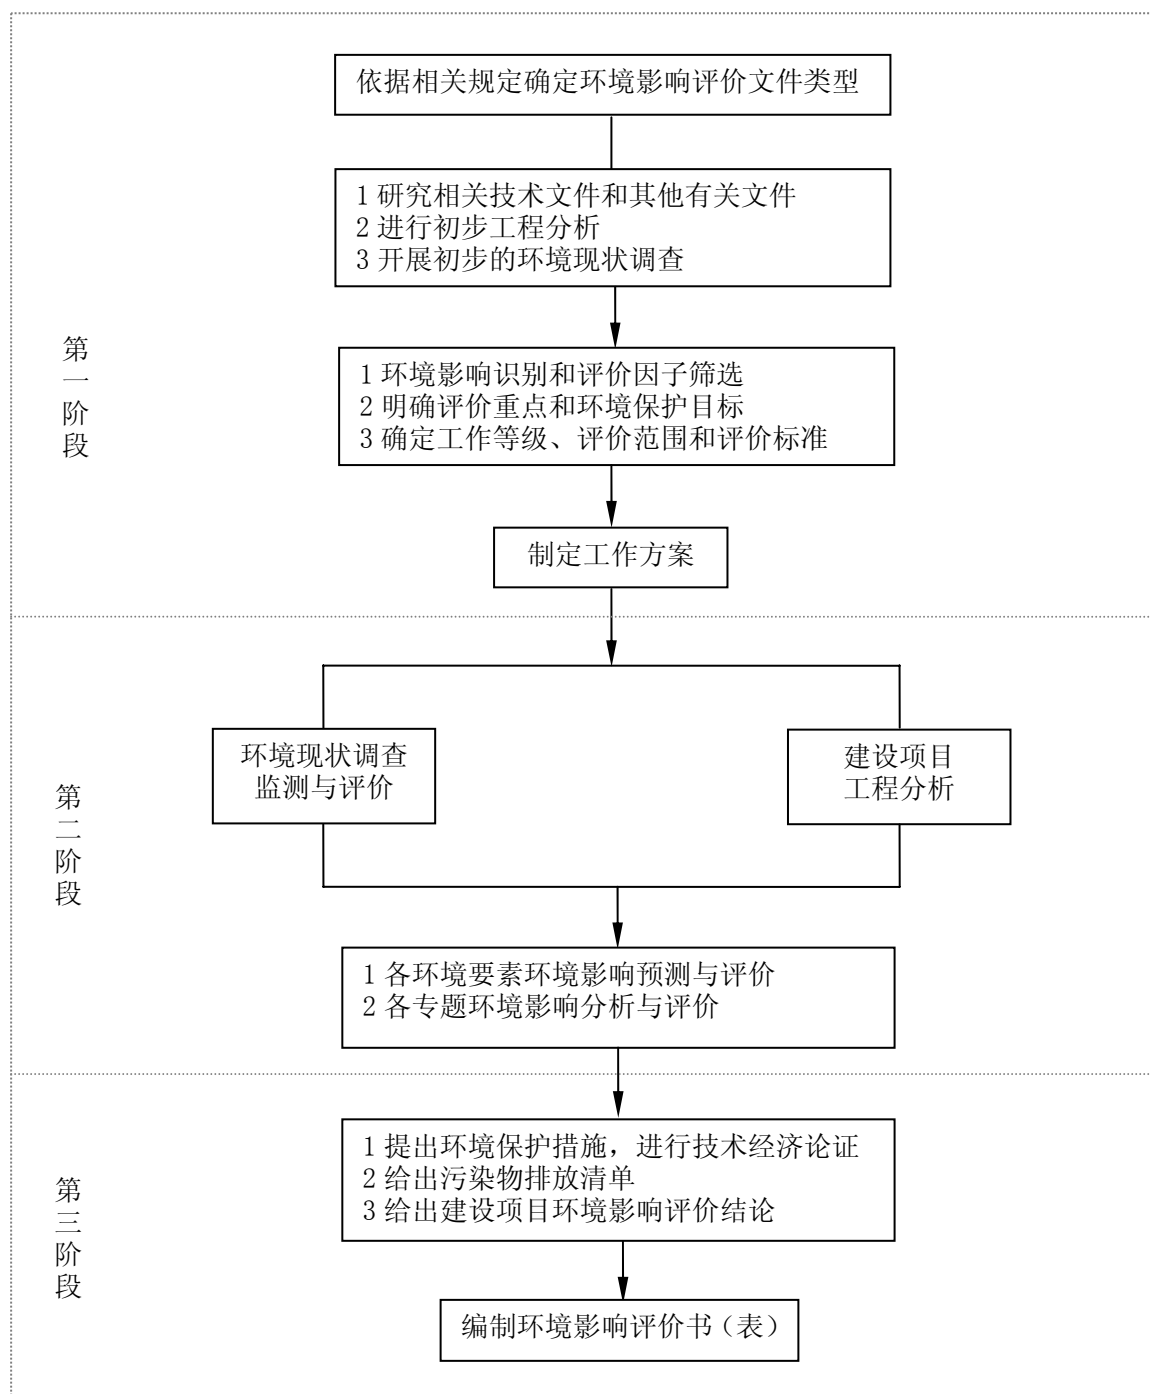 依据相关规定确定环境影响评价文件类型
1 研究相关技术文件和其他有关文件
2 进行初步工程分析
3 开展初步的环境现状调查
第一阶段
1 环境影响识别和评价因子筛选
2 明确评价重点和环境保护目标
3 确定工作等级、评价范围和评价标准
制定工作方案
第二阶段
环境现状调查
监测与评价
建设项目
工程分析
1 各环境要素环境影响预测与评价
2 各专题环境影响分析与评价
第三阶段
1 提出环境保护措施，进行技术经济论证
2 给出污染物排放清单
3 给出建设项目环境影响评价结论
编制环境影响评价书（表）